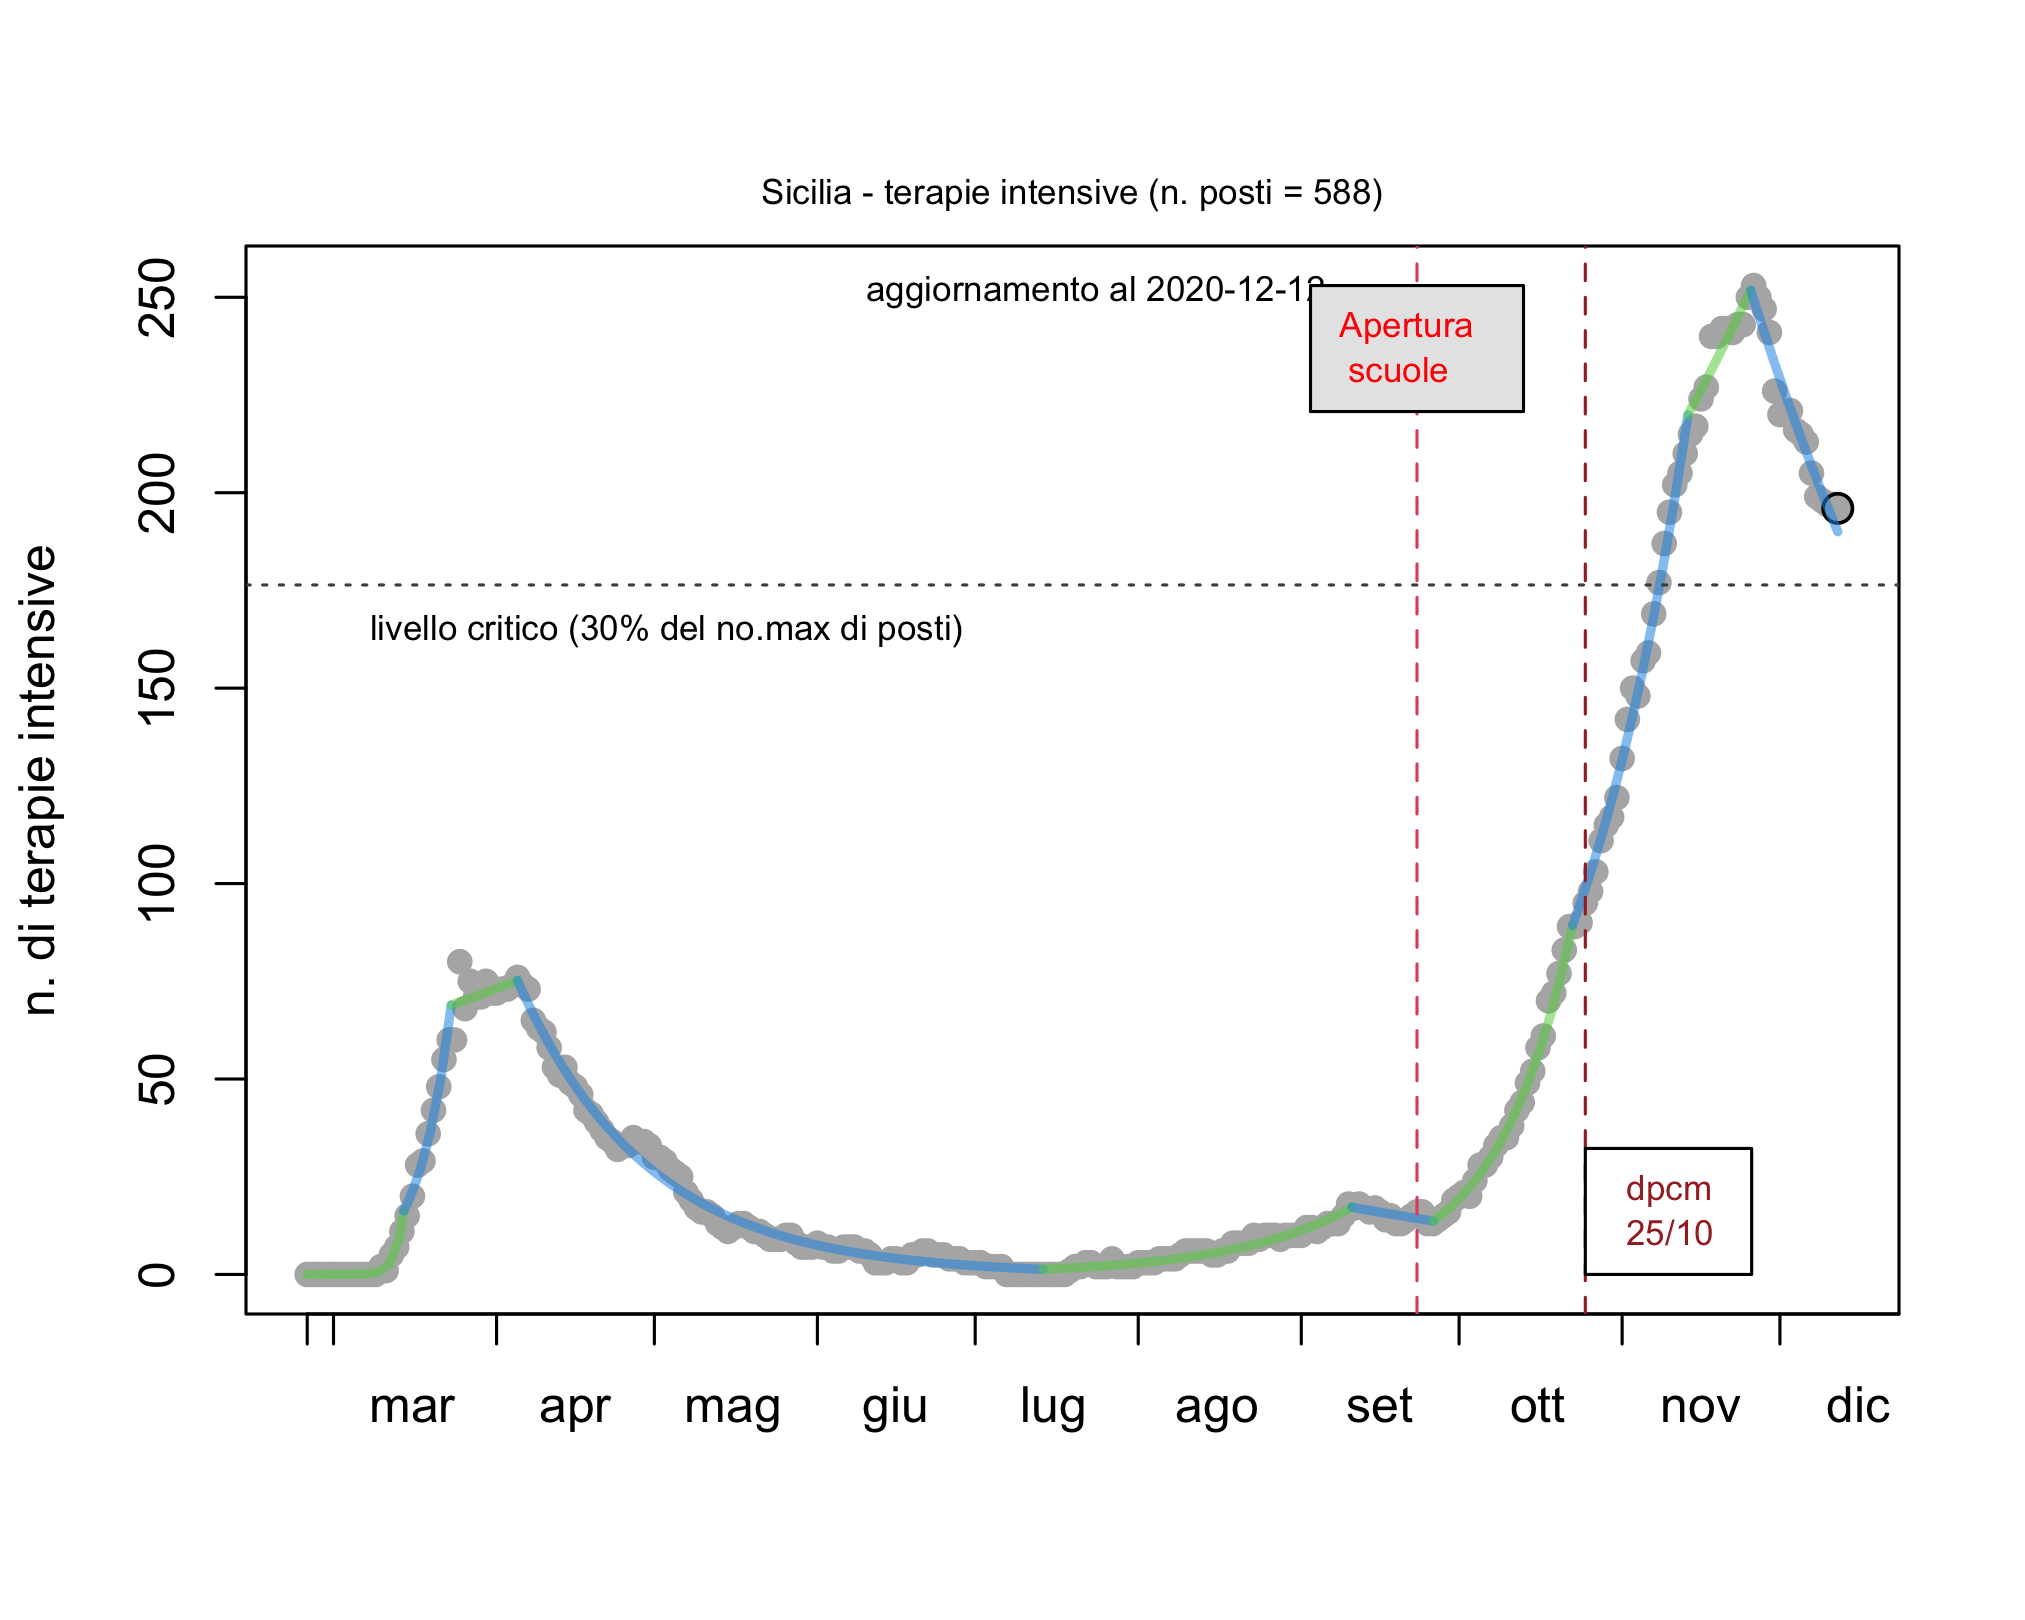 Sicilia - terapie intensive (n. posti = 588)
aggiornamento al 2020-12-12
Apertura
scuole
livello critico (30% del no.max di posti)
dpcm
25/10
n. di terapie intensive
250
200
150
100
50
0
mar apr mag giu lug ago set ott nov dic